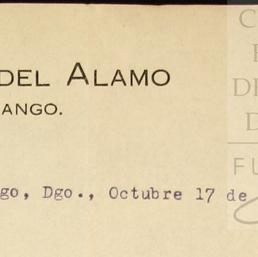 DEL ALAMO
ANGO.
go, Dgo., Octubre 17 de